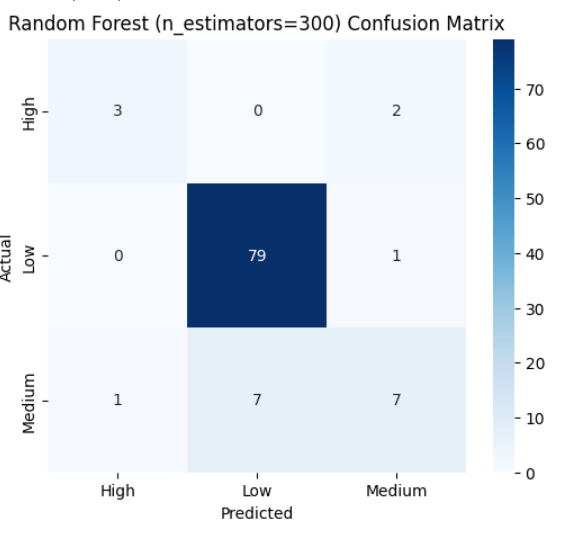 Random Forest (n_estimators=300) Confusion Matrix
High
3
0
2
Actual
Low
0
79
1
Medium
1
7
7
High
Low
Medium
Predicted
70
60
50
40
30
20
10
0